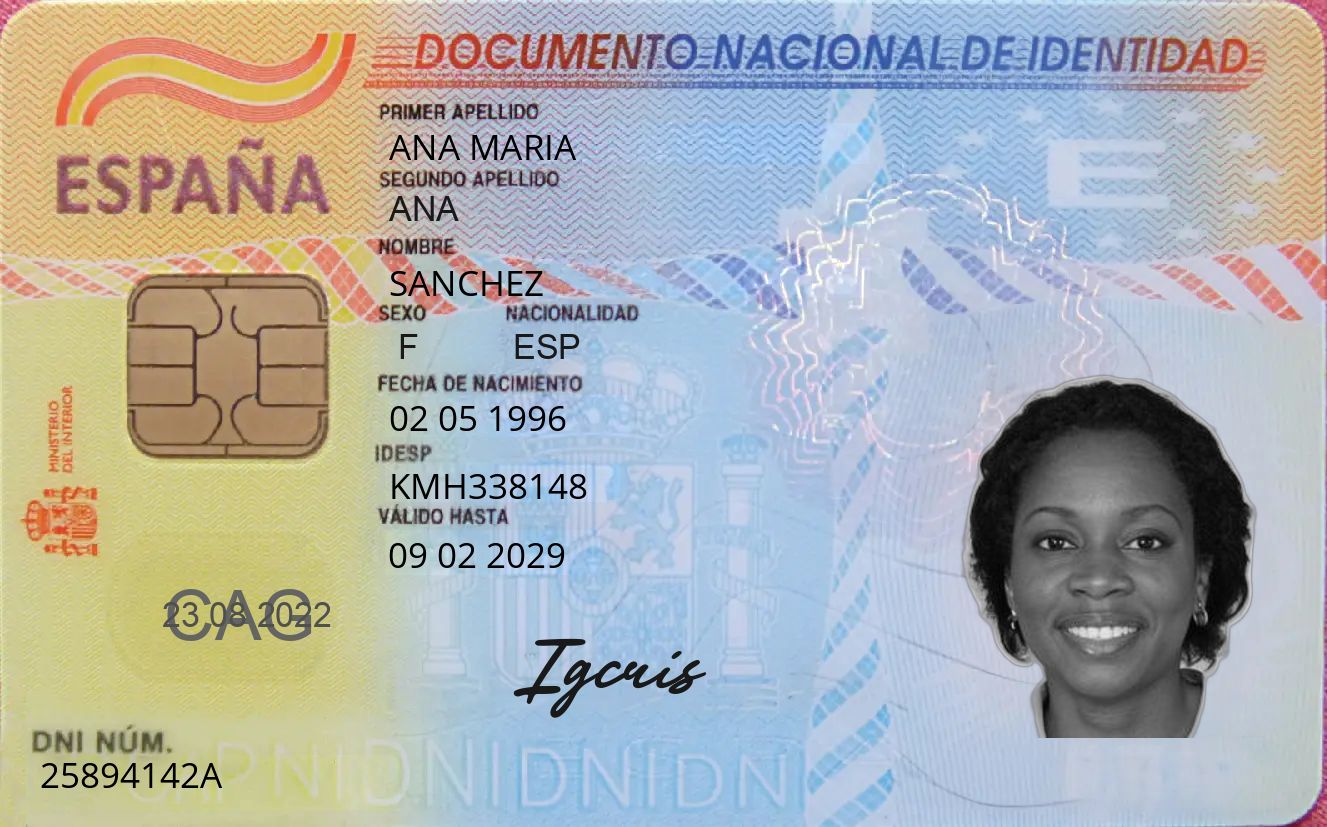 DOCUMENTO NACIONAL DE IDENTIDAD
ESPAÑA
PRIMER APELLIDO
ANA MARIA
SEGUNDO APELLIDO
ANA
NOMBRE
SANCHEZ
SEXO NACIONALIDAD
F ESP
FECHA DE NACIMIENTO
02 05 1996
IDESP
KMH338148
VÁLIDO HASTA
09 02 2029
MINISTERIO
DEL INTERIOR
E
CAG
23 08 2022
Igcuis
DNI NÚM.
25894142A
DNIDNIDNIDN